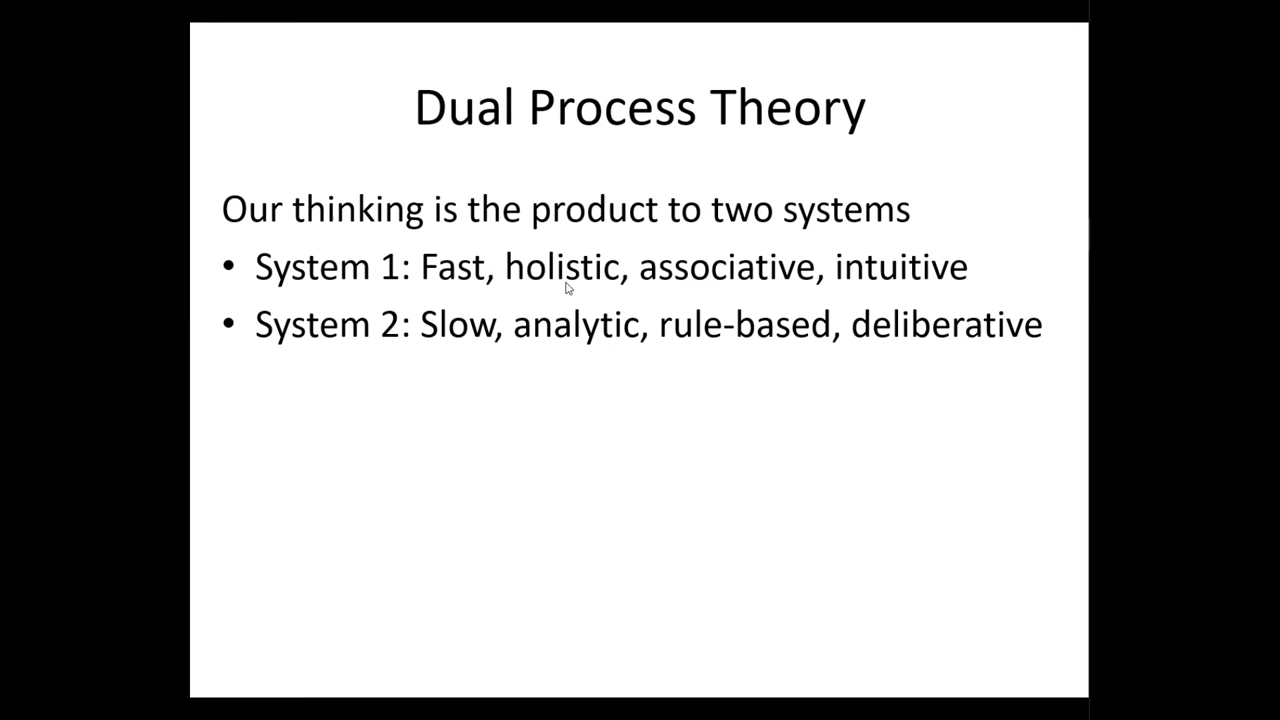 Dual Process Theory
Our thinking is the product to two systems
• System 1: Fast, holistic, associative, intuitive
• System 2: Slow, analytic, rule-based, deliberative